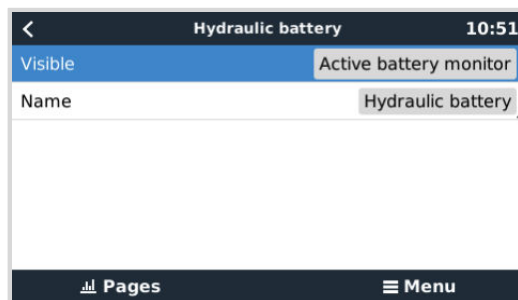 Hydraulic battery 10:51
Visible Active battery monitor
Name Hydraulic battery
Pages Menu